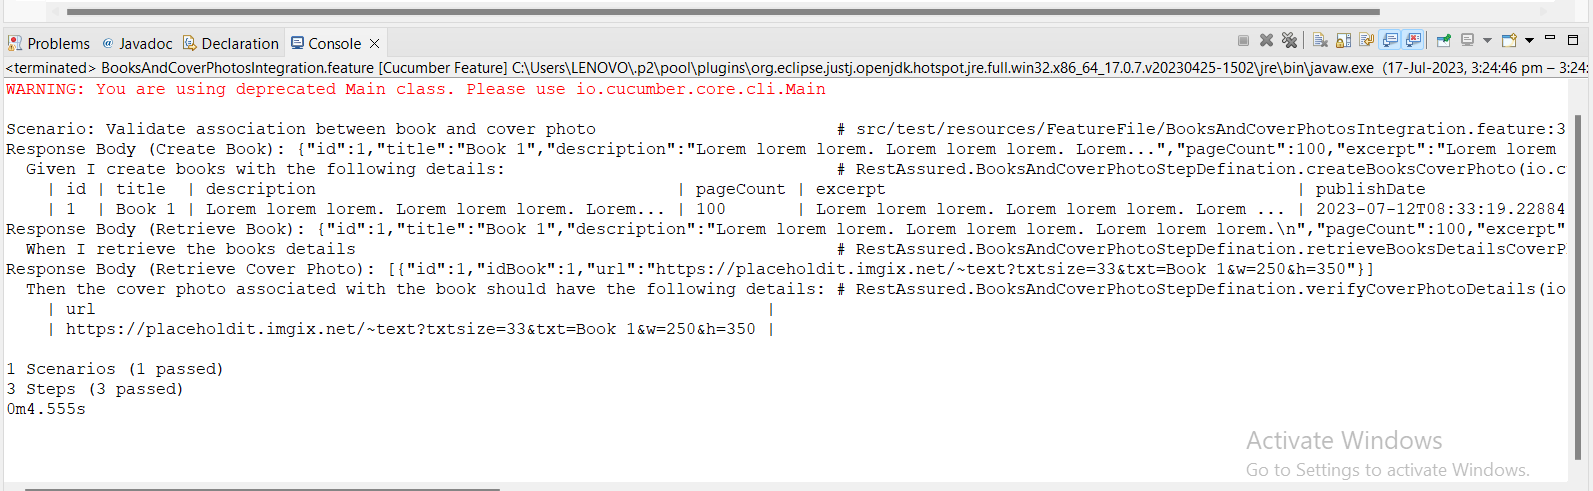 Problems @ Javadoc Declaration Console
<terminated> BooksAndCoverPhotosIntegration.feature [Cucumber Feature] C:\Users\LENOVO\.p2\pool\plugins\org.eclipse.justj.openjdk.hotspot.jre.full.win32.x86_64_17.0.7.v20230425-1502\jre\bin\javaw.exe (17-Jul-2023, 3:24:46 pm – 3:24:
WARNING: You are using deprecated Main class. Please use io.cucumber.core.cli.Main
Scenario: Validate association between book and cover photo # src/test/resources/FeatureFile/BooksAndCoverPhotosIntegration.feature:3
Response Body (Create Book): {"id":1,"title":"Book 1","description":"Lorem lorem lorem. Lorem lorem lorem. Lorem...","pageCount":100,"excerpt":"Lorem lorem
Given I create books with the following details: # RestAssured.BooksAndCoverPhotoStepDefination.createBooksCoverPhoto(io.c
| id | title | description | pageCount | excerpt | publishDate
| 1 | Book 1 | Lorem lorem lorem. Lorem lorem lorem. Lorem... | 100 | Lorem lorem lorem. Lorem lorem lorem. Lorem ... | 2023-07-12T08:33:19.22884
Response Body (Retrieve Book): {"id":1,"title":"Book 1","description":"Lorem lorem lorem. Lorem lorem lorem. Lorem lorem lorem.\n","pageCount":100,"excerpt"
When I retrieve the books details # RestAssured.BooksAndCoverPhotoStepDefination.retrieveBooksDetailsCoverP
Response Body (Retrieve Cover Photo): [{"id":1,"idBook":1,"url":"https://placeholdit.imgix.net/~text?txtsize=33&txt=Book 1&w=250&h=350"}]
Then the cover photo associated with the book should have the following details: # RestAssured.BooksAndCoverPhotoStepDefination.verifyCoverPhotoDetails(io
| url |
| https://placeholdit.imgix.net/~text?txtsize=33&txt=Book 1&w=250&h=350 |
1 Scenarios (1 passed)
3 Steps (3 passed)
0m4.555s
Activate Windows
Go to Settings to activate Windows.